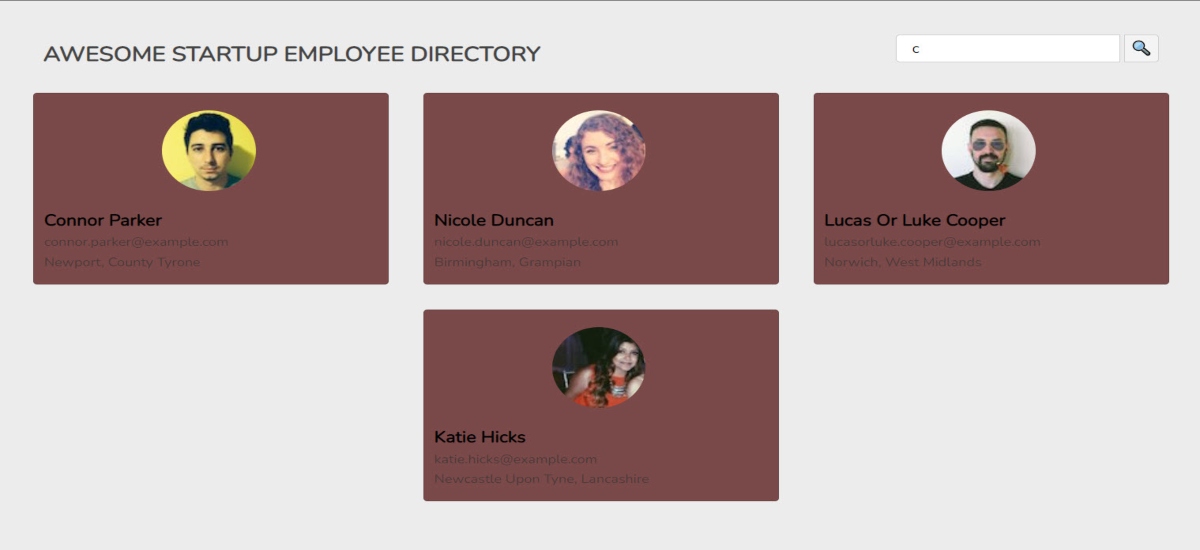 AWESOME STARTUP EMPLOYEE DIRECTORY
c
Connor Parker
connor.parker@example.com
Newport, County Tyrone
Nicole Duncan
nicole.duncan@example.com
Birmingham, Grampian
Lucas Or Luke Cooper
lucasorluke.cooper@example.com
Norwich, West Midlands
Katie Hicks
katie.hicks@example.com
Newcastle Upon Tyne, Lancashire